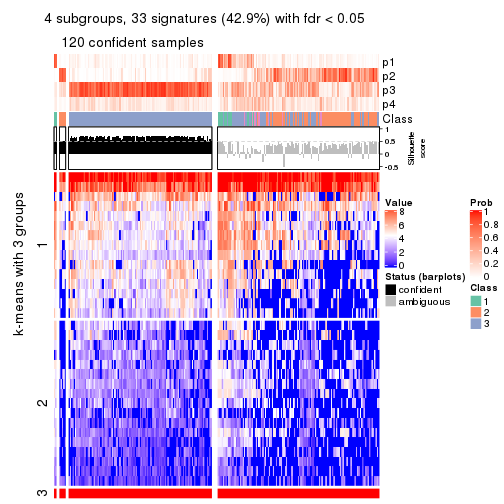 4 subgroups, 33 signatures (42.9%) with fdr < 0.05
120 confident samples
p1
p2
p3
p4
Class
1
0.5
0
-0.5
Silhouette
score
k-means with 3 groups
1
2
3
Value
8
6
4
2
0
Status (barplots)
confident
ambiguous
Prob
1
0.8
0.6
0.4
0.2
0
Class
1
2
3